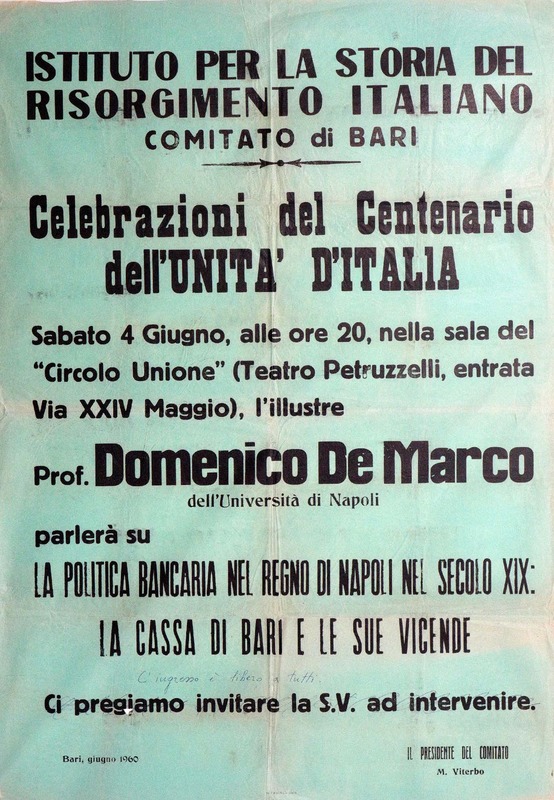 ISTITUTO PER LA STORIA DEL
RISORGIMENTO ITALIANO
COMITATO di BARI
Celebrazioni del Centenario
dell'UNITA' D'ITALIA
Sabato 4 Giugno, alle ore 20, nella sala del
"Circolo Unione" (Teatro Petruzzelli, entrata
Via XXIV Maggio), l'illustre
Prof. Domenico De Marco
dell'Università di Napoli
parlerà su
LA POLITICA BANCARIA NEL REGNO DI NAPOLI NEL SECOLO XIX:
LA CASSA DI BARI E LE SUE VICENDE
L'ingresso è libero a tutti.
Ci pregiamo invitare la S.V. ad intervenire.
Bari, giugno 1960
IL PRESIDENTE DEL COMITATO
M. Viterbo